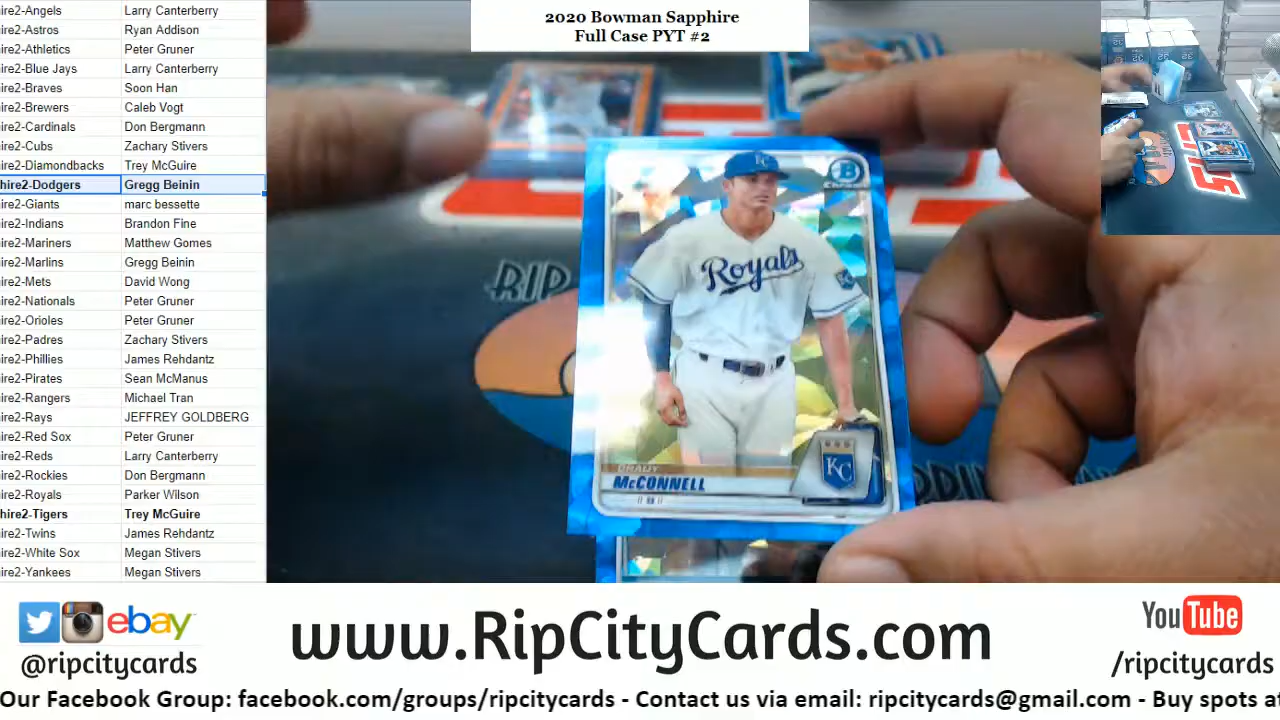 2020 Bowman Sapphire
Full Case PYT #2
ire2-Angels Larry Canterberry
ire2-Astros Ryan Addison
ire2-Athletics Peter Gruner
ire2-Blue Jays Larry Canterberry
ire2-Braves Soon Han
ire2-Brewers Caleb Vogt
ire2-Cardinals Don Bergmann
ire2-Cubs Zachary Stivers
ire2-Diamondbacks Trey McGuire
hire2-Dodgers Gregg Beinin
ire2-Giants marc bessette
ire2-Indians Brandon Fine
ire2-Mariners Matthew Gomes
ire2-Marlins Gregg Beinin
ire2-Mets David Wong
ire2-Nationals Peter Gruner
ire2-Orioles Peter Gruner
ire2-Padres Zachary Stivers
ire2-Phillies James Rehdantz
ire2-Pirates Sean McManus
ire2-Rangers Michael Tran
ire2-Rays JEFFREY GOLDBERG
ire2-Red Sox Peter Gruner
ire2-Reds Larry Canterberry
ire2-Rockies Don Bergmann
ire2-Royals Parker Wilson
hire2-Tigers Trey McGuire
ire2-Twins James Rehdantz
ire2-White Sox Megan Stivers
ire2-Yankees Megan Stivers
KC
B
Chrome
Royals
KC
RIP
KC
BRADY
McCONNELL
ebay
@ripcitycards
www.RipCityCards.com
YouTube
/ripcitycards
Our Facebook Group: facebook.com/groups/ripcitycards - Contact us via email: ripcitycards@gmail.com - Buy spots at